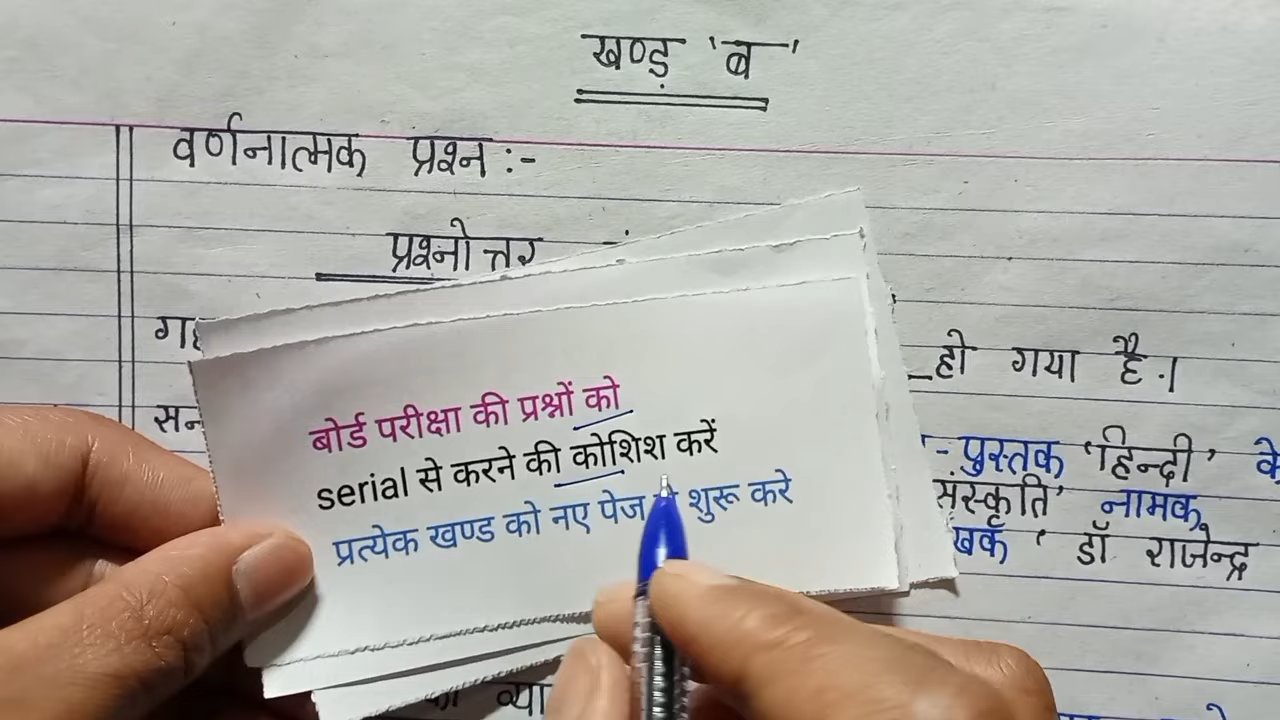 खण्ड़ 'ब'
वर्णनात्मक प्रश्न :-
प्रश्नोत्तर
हो गया है।
पुस्तक 'हिन्दी' के
संस्कृति' नामक
डॉ राजेन्द्र
बोर्ड परीक्षा की प्रश्नों को
serial से करने की कोशिश करें
प्रत्येक खण्ड को नए पेज शुरू करे